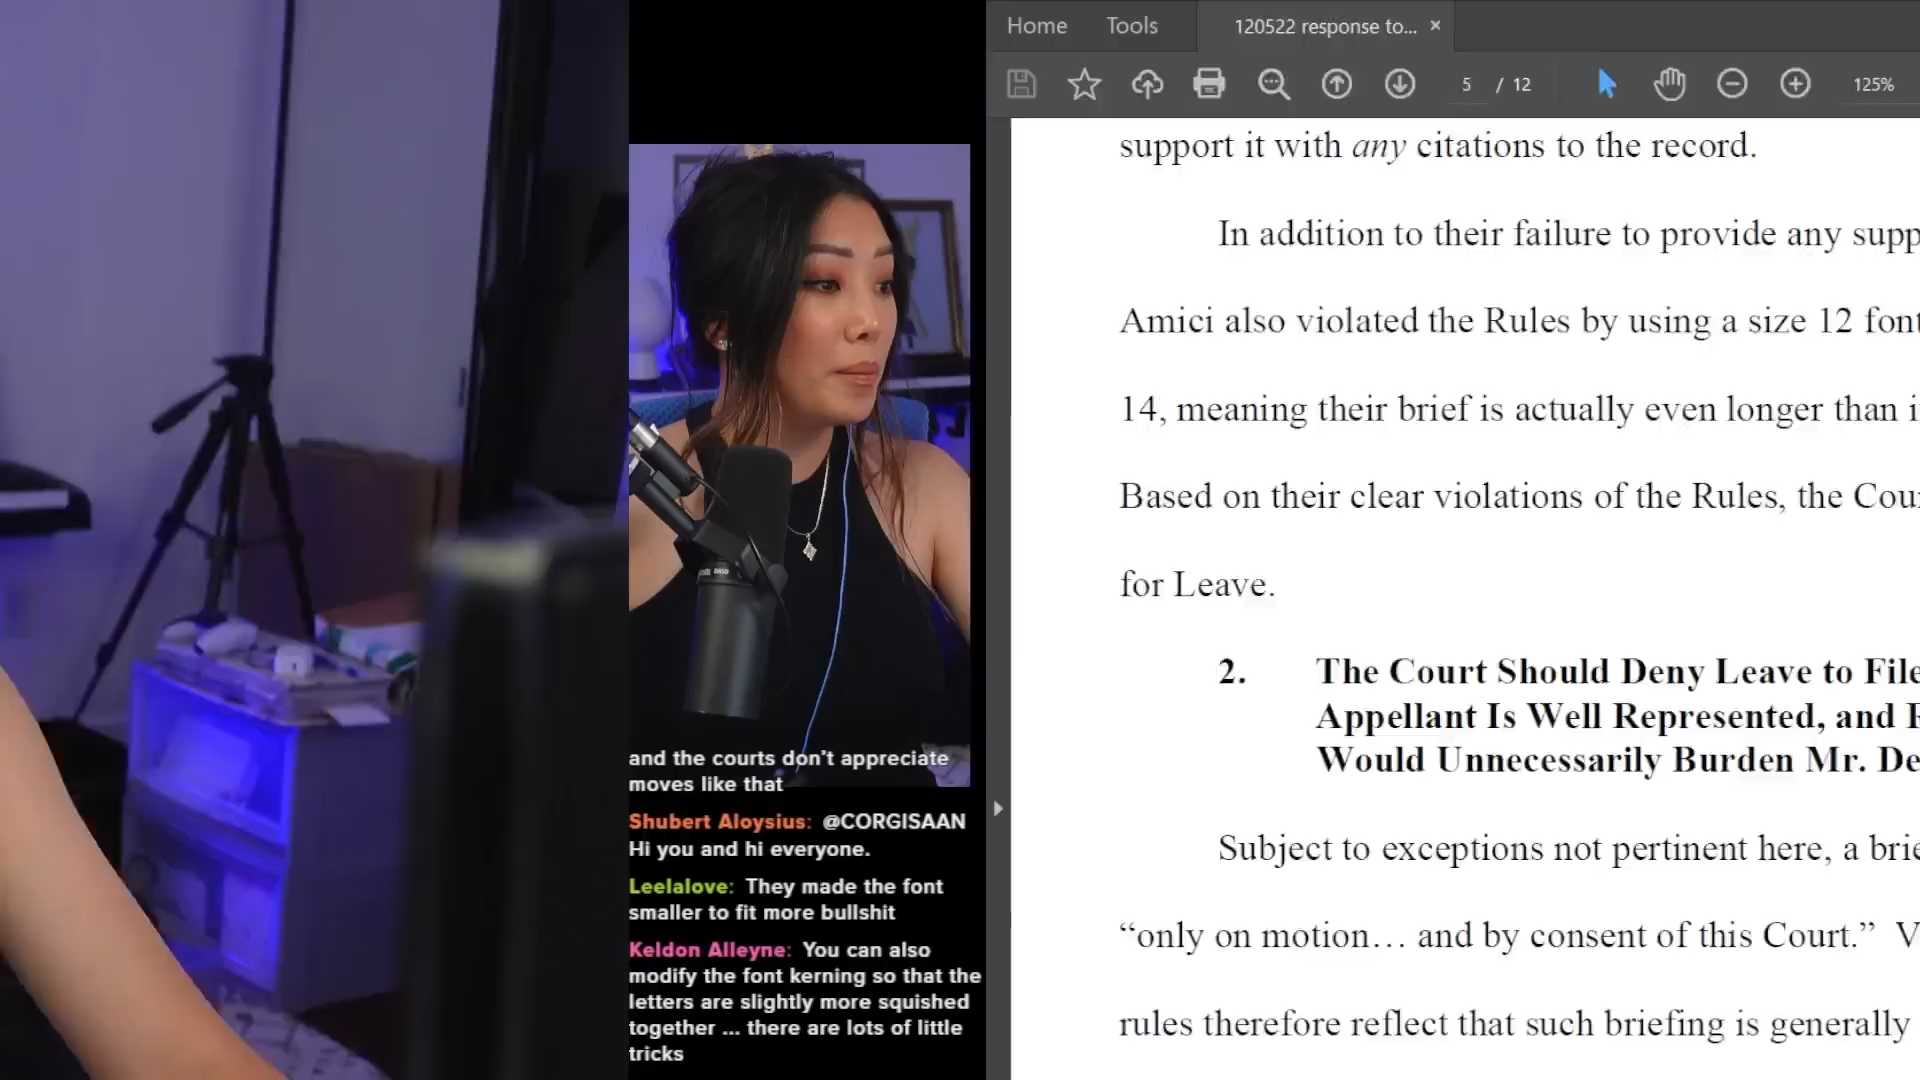 Home Tools 120522 response to... ×
5 / 12 125%
support it with any citations to the record.
In addition to their failure to provide any supp
Amici also violated the Rules by using a size 12 font
14, meaning their brief is actually even longer than i
Based on their clear violations of the Rules, the Cou
for Leave.
2. The Court Should Deny Leave to File
Appellant Is Well Represented, and
Would Unnecessarily Burden Mr. De
Subject to exceptions not pertinent here, a brie
“only on motion… and by consent of this Court.” V
rules therefore reflect that such briefing is generally
and the courts don't appreciate
moves like that
Shubert Aloysius: @CORGISAAN
Hi you and hi everyone.
Leelalove: They made the font
smaller to fit more bullshit
Keldon Alleyne: You can also
modify the font kerning so that the
letters are slightly more squished
together ... there are lots of little
tricks